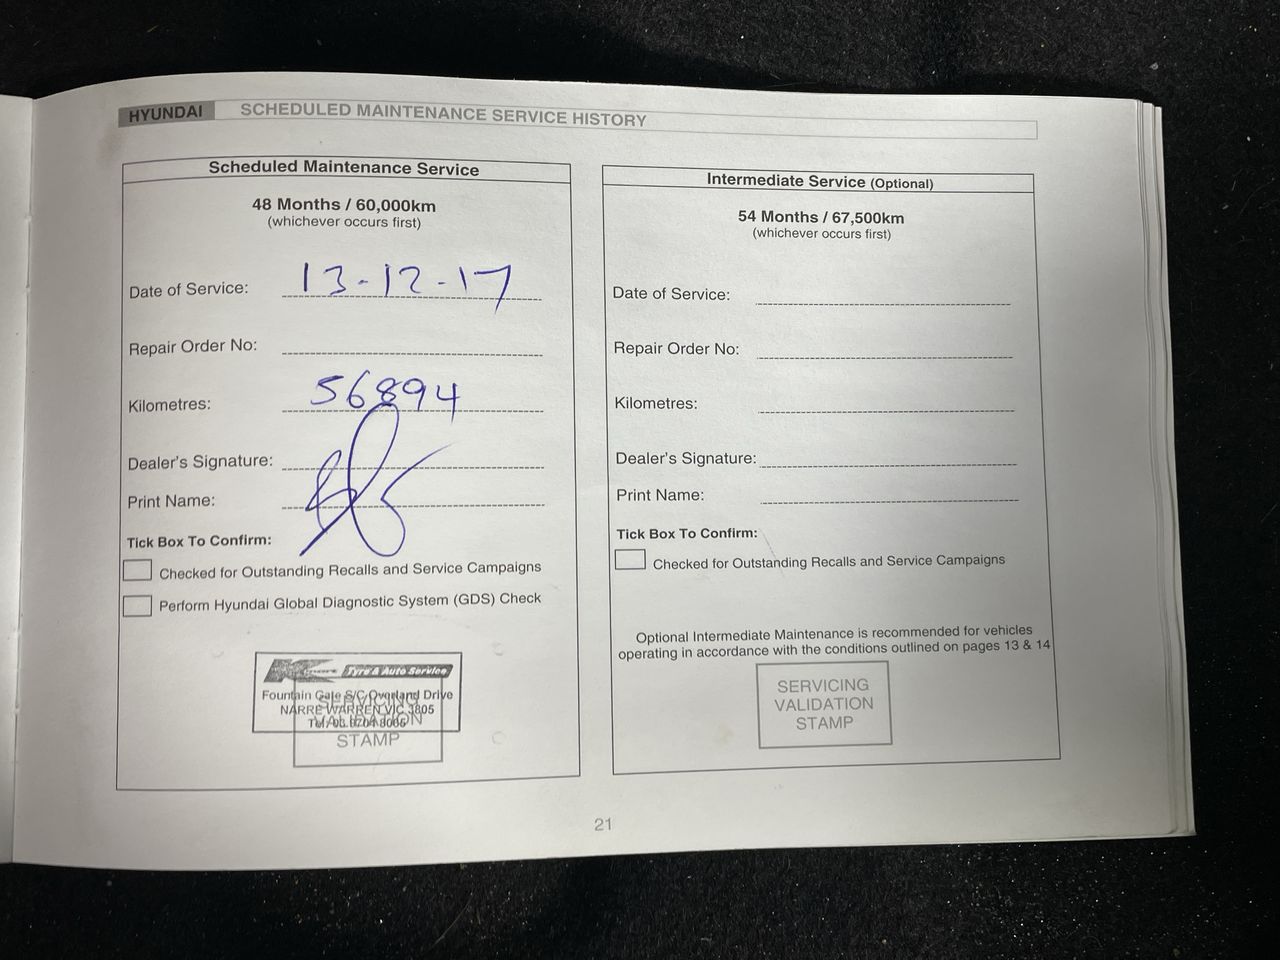 HYUNDAI SCHEDULED MAINTENANCE SERVICE HISTORY
Scheduled Maintenance Service
48 Months / 60,000km
(whichever occurs first)
Date of Service: 13-12-17
Repair Order No:
Kilometres: 56894
Dealer's Signature:
Print Name:
Tick Box To Confirm:
Checked for Outstanding Recalls and Service Campaigns
Perform Hyundai Global Diagnostic System (GDS) Check
Tyre & Auto Service
Fountain Gate S/C Overland Drive
NARRE WARREN VIC 3805
SERVICING
VALIDATION
STAMP
Intermediate Service (Optional)
54 Months / 67,500km
(whichever occurs first)
Date of Service:
Repair Order No:
Kilometres:
Dealer's Signature:
Print Name:
Tick Box To Confirm:
Checked for Outstanding Recalls and Service Campaigns
Optional Intermediate Maintenance is recommended for vehicles
operating in accordance with the conditions outlined on pages 13 & 14
SERVICING
VALIDATION
STAMP
21